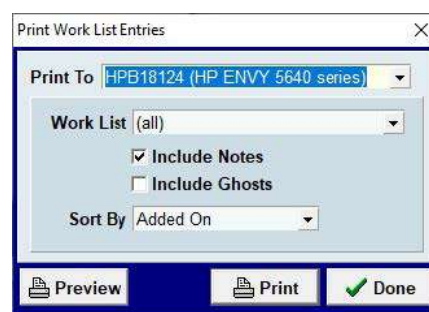 Print Work List Entries
Print To HPB18124 (HP ENVY 5640 series)
Work List (all)
Include Notes
Include Ghosts
Sort By Added On
Preview Print Done